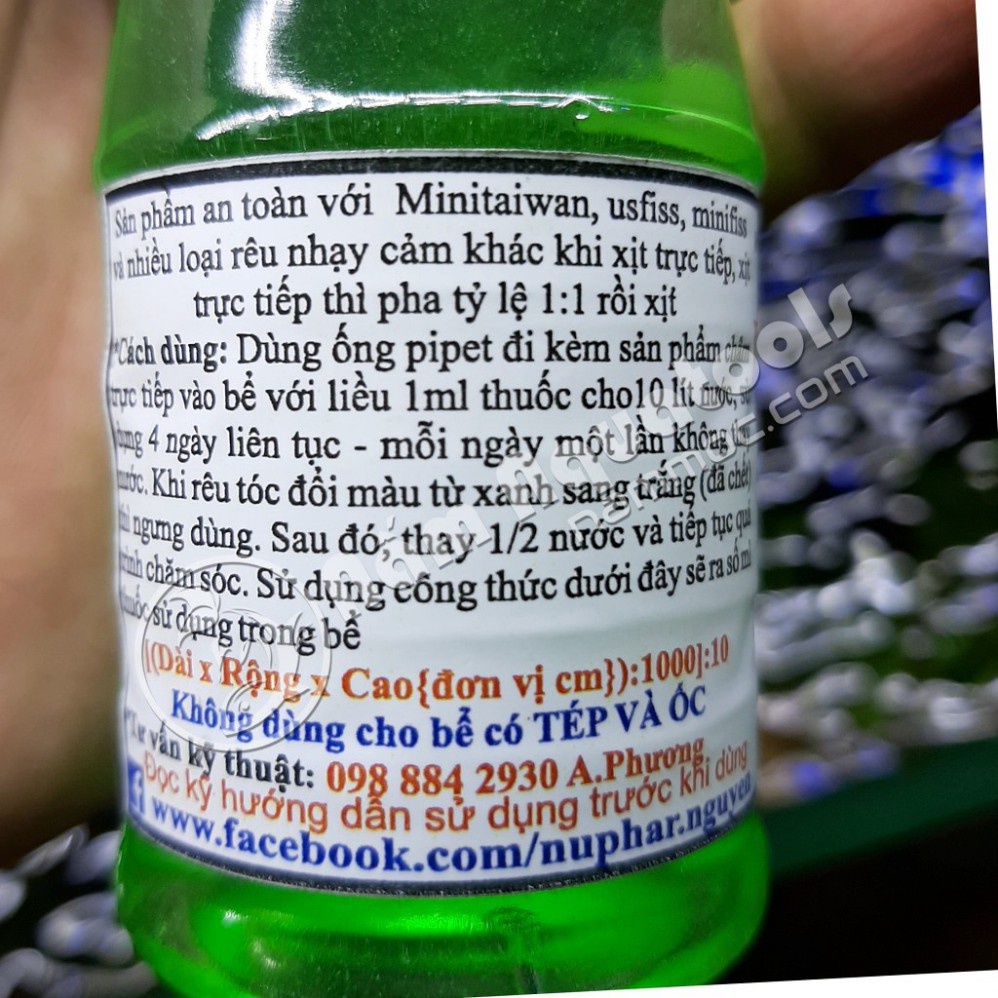 Sản phẩm an toàn với Minitaiwan, usfiss, minifiss
và nhiều loại rêu nhạy cảm khác khi xịt trực tiếp, xịt
trực tiếp thì pha tỷ lệ 1:1 rồi xịt
*Cách dùng: Dùng ống pipet đi kèm sản phẩm châm
trực tiếp vào bể với liều 1ml thuốc cho10 lít nước, sử
dụng 4 ngày liên tục - mỗi ngày một lần không thay
nước. Khi rêu tóc đổi màu từ xanh sang trắng (đã chết)
thì ngưng dùng. Sau đó, thay 1/2 nước và tiếp tục quá
trình chăm sóc. Sử dụng công thức dưới đây sẽ ra số ml
thuốc sử dụng trong bể
[(Dài x Rộng x Cao{đơn vị cm}):1000]:10
Không dùng cho bể có TÉP VÀ ỐC
*Tư vấn kỹ thuật: 098 884 2930 A.Phương
Đọc kỹ hướng dẫn sử dụng trước khi dùng
f www.facebook.com/nuphar.nguyen